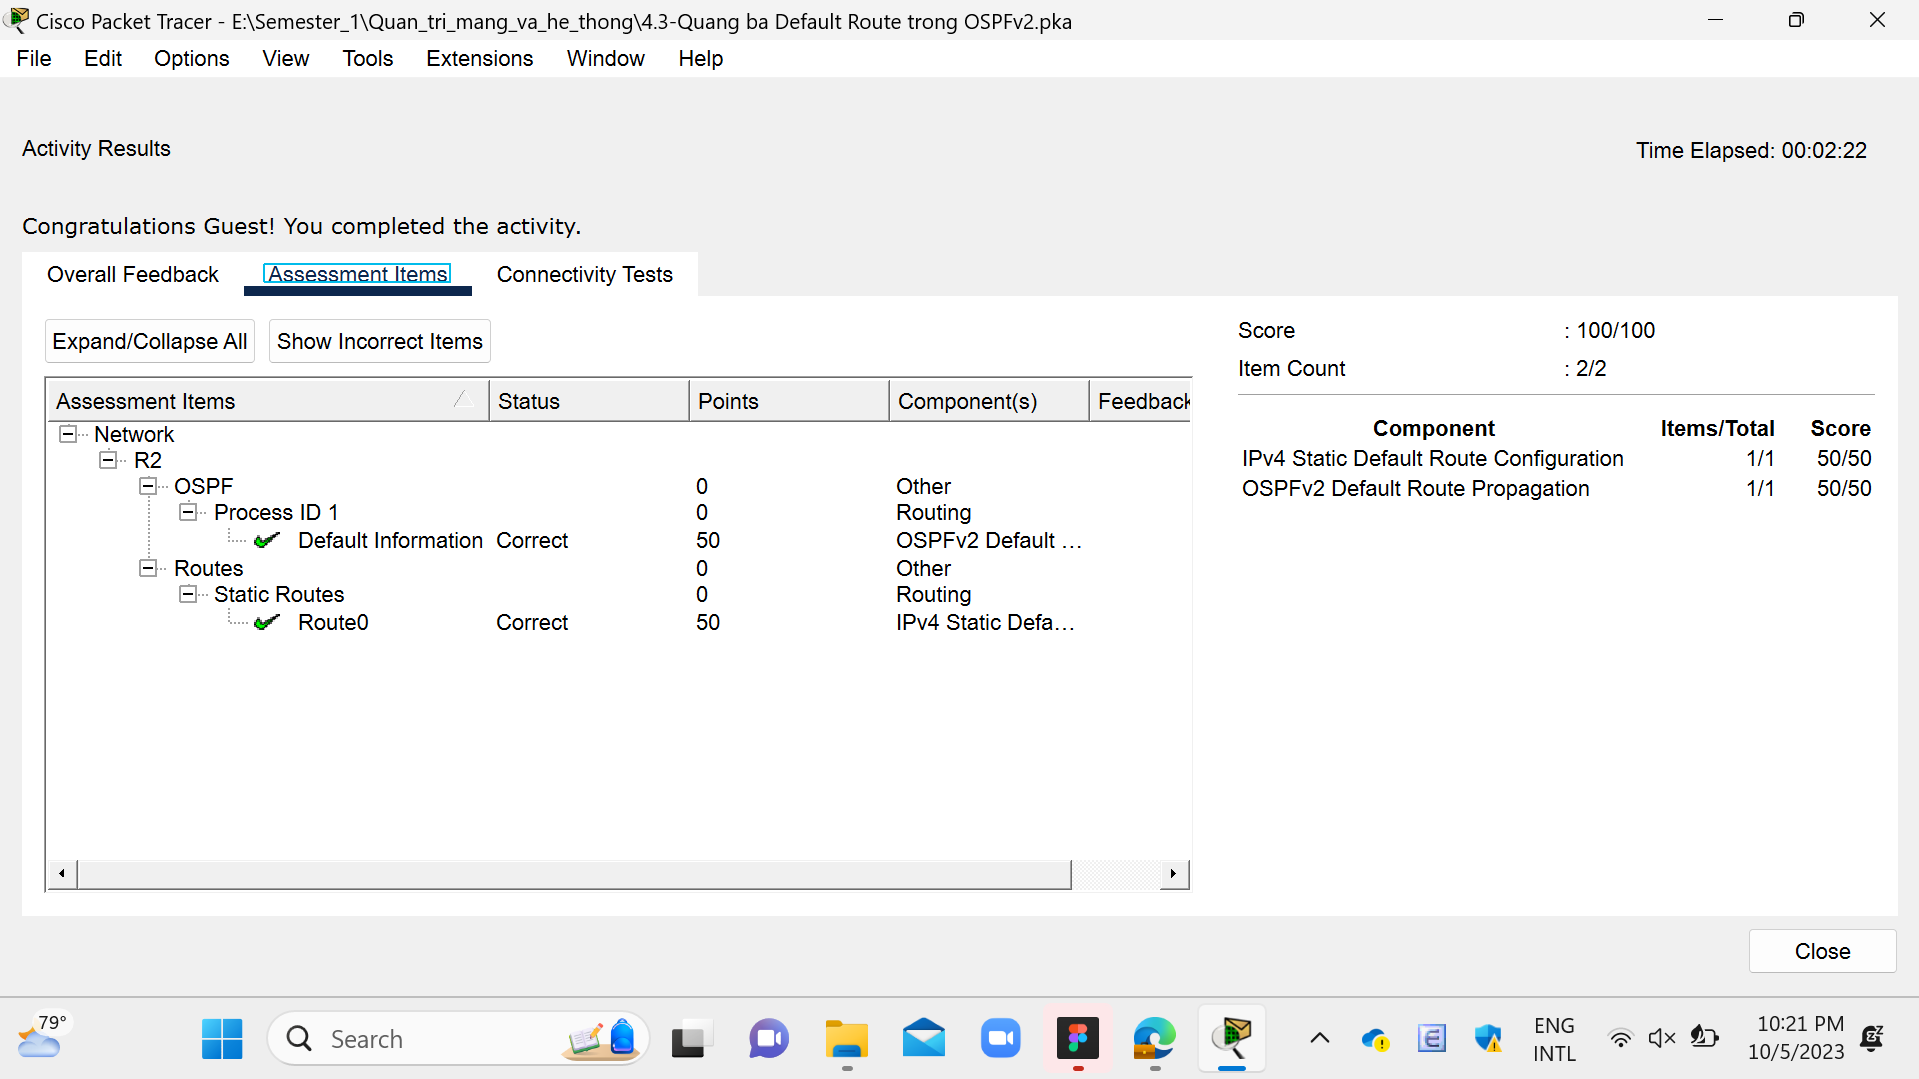 Cisco Packet Tracer - E:\Semester_1\Quan_tri_mang_va_he_thong\4.3-Quang ba Default Route trong OSPFv2.pka
File Edit Options View Tools Extensions Window Help
Activity Results
Time Elapsed: 00:02:22
Congratulations Guest! You completed the activity.
Overall Feedback Assessment Items Connectivity Tests
Expand/Collapse All Show Incorrect Items
Assessment Items Status Points Component(s) Feedback
Network
R2
OSPF 0 Other
Process ID 1 0 Routing
Default Information Correct 50 OSPFv2 Default ...
Routes 0 Other
Static Routes 0 Routing
Route0 Correct 50 IPv4 Static Defa...
Score : 100/100
Item Count : 2/2
Component Items/Total Score
IPv4 Static Default Route Configuration 1/1 50/50
OSPFv2 Default Route Propagation 1/1 50/50
Close
79°
Search
ENG
INTL
10:21 PM
10/5/2023